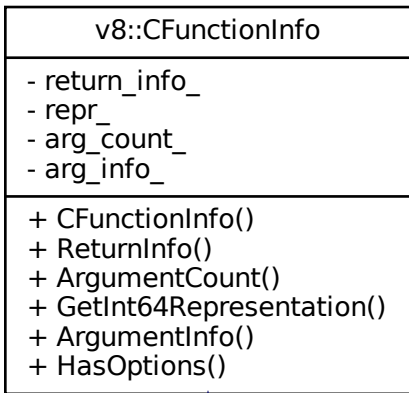 v8::CFunctionInfo
- return_info_
- repr_
- arg_count_
- arg_info_
+ CFunctionInfo()
+ ReturnInfo()
+ ArgumentCount()
+ GetInt64Representation()
+ ArgumentInfo()
+ HasOptions()